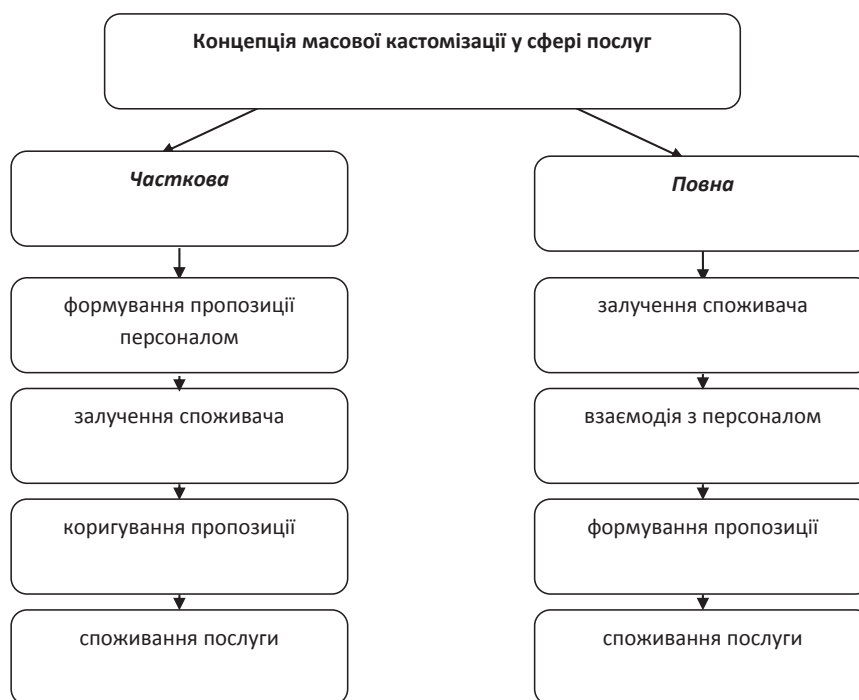 Концепція масової кастомізації у сфері послуг
Часткова
Повна
формування пропозиції
персоналом
залучення споживача
залучення споживача
взаємодія з персоналом
коригування пропозиції
формування пропозиції
споживання послуги
споживання послуги